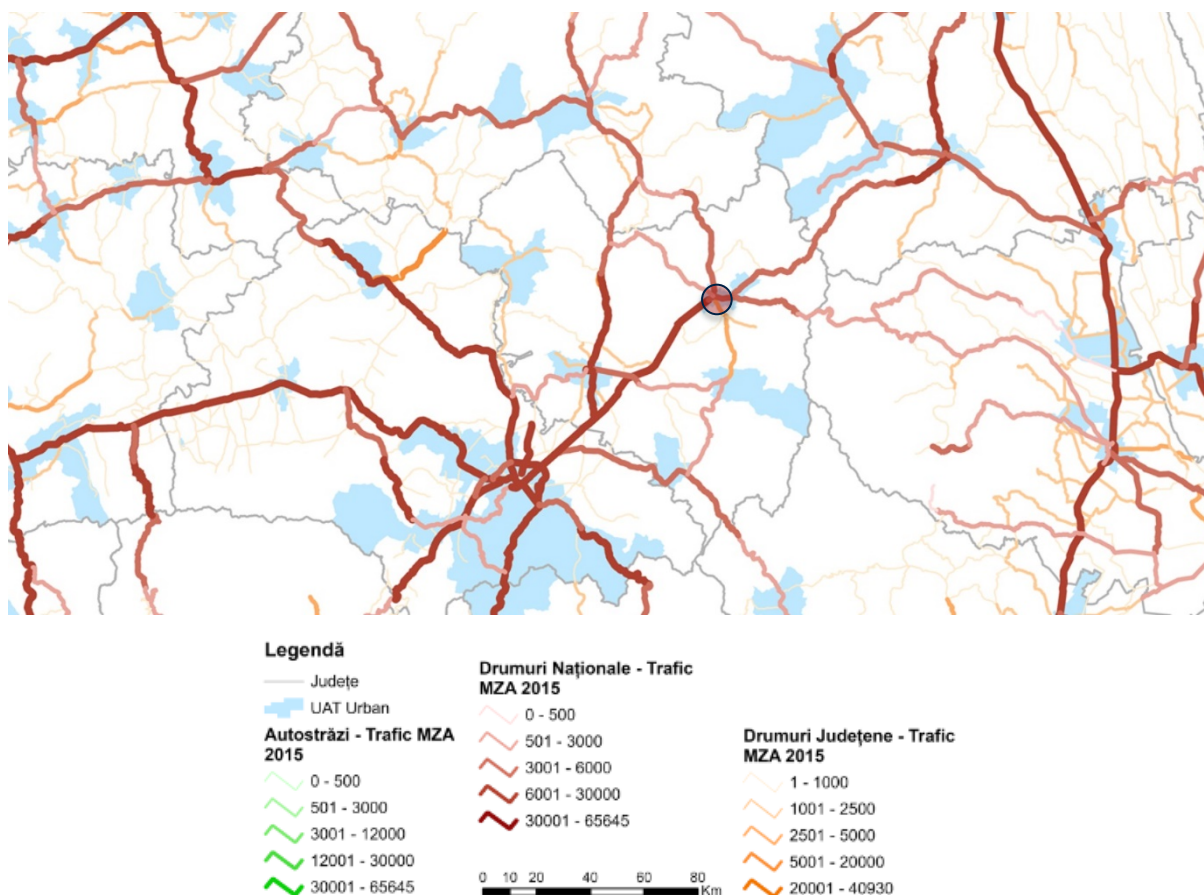 Legendă
Județe
UAT Urban
Autostrăzi - Trafic MZA
2015
0 - 500
501 - 3000
3001 - 12000
12001 - 30000
30001 - 65645
Drumuri Naționale - Trafic
MZA 2015
0 - 500
501 - 3000
3001 - 6000
6001 - 30000
30001 - 65645
0 10 20 40 60 80
Km
Drumuri Județene - Trafic
MZA 2015
1 - 1000
1001 - 2500
2501 - 5000
5001 - 20000
20001 - 40930